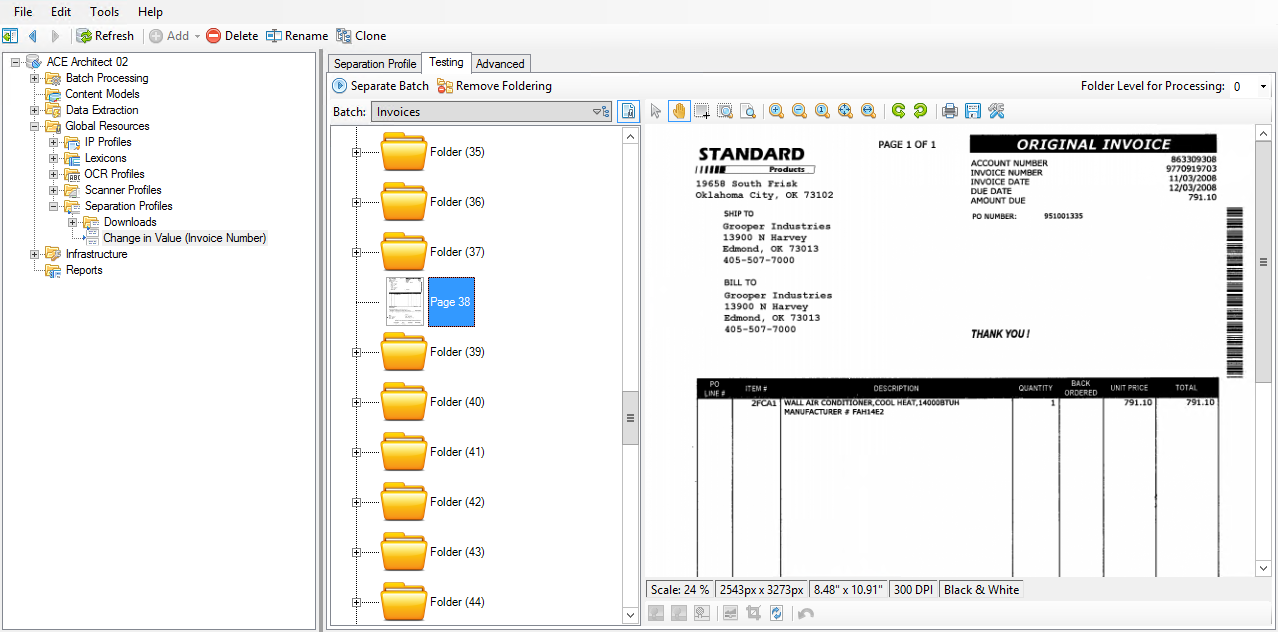 File Edit Tools Help
Refresh Add Delete Rename Clone
ACE Architect 02
Batch Processing
Content Models
Data Extraction
Global Resources
IP Profiles
Lexicons
OCR Profiles
Scanner Profiles
Separation Profiles
Downloads
Change in Value (Invoice Number)
Infrastructure
Reports
Separation Profile Testing Advanced
Separate Batch Remove Foldering Folder Level for Processing: 0
Batch: Invoices
Folder (35)
Folder (36)
Folder (37)
Page 38
Folder (39)
Folder (40)
Folder (41)
Folder (42)
Folder (43)
Folder (44)
STANDARD
Products
19658 South Frisk
Oklahoma City, OK 73102
PAGE 1 OF 1
ORIGINAL INVOICE
ACCOUNT NUMBER 863309308
INVOICE NUMBER 9770919703
INVOICE DATE 11/03/2008
DUE DATE 12/03/2008
AMOUNT DUE 791.10
PO NUMBER: 951001335
SHIP TO
Grooper Industries
13900 N Harvey
Edmond, OK 73013
405-507-7000
BILL TO
Grooper Industries
13900 N Harvey
Edmond, OK 73013
405-507-7000
THANK YOU !
PO LINE # ITEM # DESCRIPTION QUANTITY BACK ORDERED UNIT PRICE TOTAL
2FCA1 WALL AIR CONDITIONER,COOL HEAT,14000BTUH 1 791.10 791.10
MANUFACTURER # FAH14E2
Scale: 24 % 2543px x 3273px 8.48" x 10.91" 300 DPI Black & White